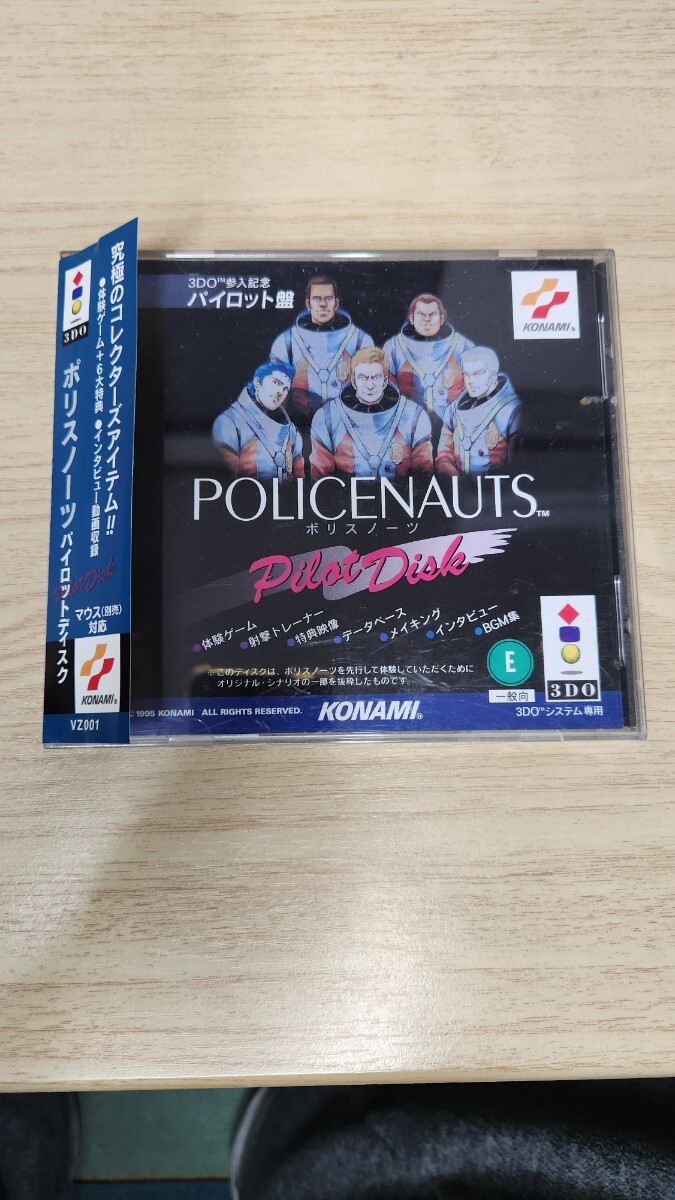 究極のコレクターズアイテム!!
●体験ゲーム+6大特典 ●インタビュー動画収録
3DO
ポリスノーツ パイロットディスク
Pilot Disk
マウス(別売)
対応
KONAMI®
VZ001
3DO™参入記念
パイロット盤
KONAMI®
POLICENAUTS™
ポリスノーツ
Pilot Disk
●体験ゲーム
●射撃トレーナー
●特典映像
●データベース
●メイキング
●インタビュー
●BGM集
※このディスクは、ポリスノーツを先行して体験していただくために
オリジナル・シナリオの一部を抜粋したものです。
E
一般向
3DO
3DO™システム専用
© 1995 KONAMI ALL RIGHTS RESERVED.
KONAMI®